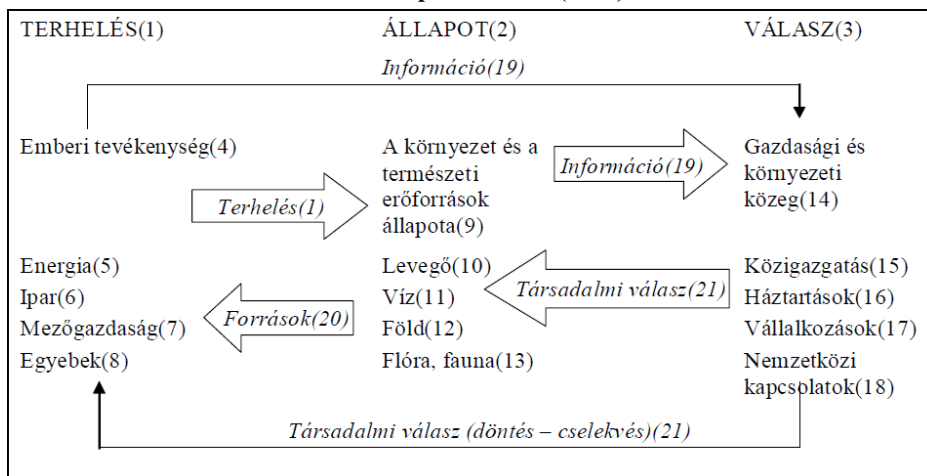 TERHELÉS(1) ÁLLAPOT(2) VÁLASZ(3)
Információ(19)
Emberi tevékenység(4)
A környezet és a
természeti
erőforrások
állapota(9)
Információ(19)
Gazdasági és
környezeti
közeg(14)
Terhelés(1)
Energia(5)
Ipar(6)
Mezőgazdaság(7)
Egyebek(8)
Források(20)
Levegő(10)
Víz(11)
Föld(12)
Flóra, fauna(13)
Társadalmi válasz(21)
Közigazgatás(15)
Háztartások(16)
Vállalkozások(17)
Nemzetközi
kapcsolatok(18)
Társadalmi válasz (döntés – cselekvés)(21)